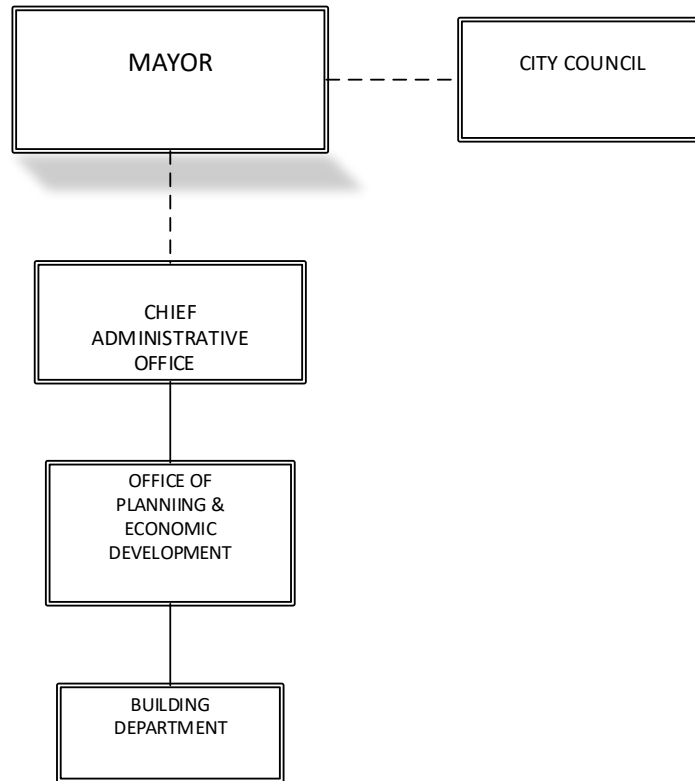 MAYOR
CITY COUNCIL
CHIEF
ADMINISTRATIVE
OFFICE
OFFICE OF
PLANNIING &
ECONOMIC
DEVELOPMENT
BUILDING
DEPARTMENT